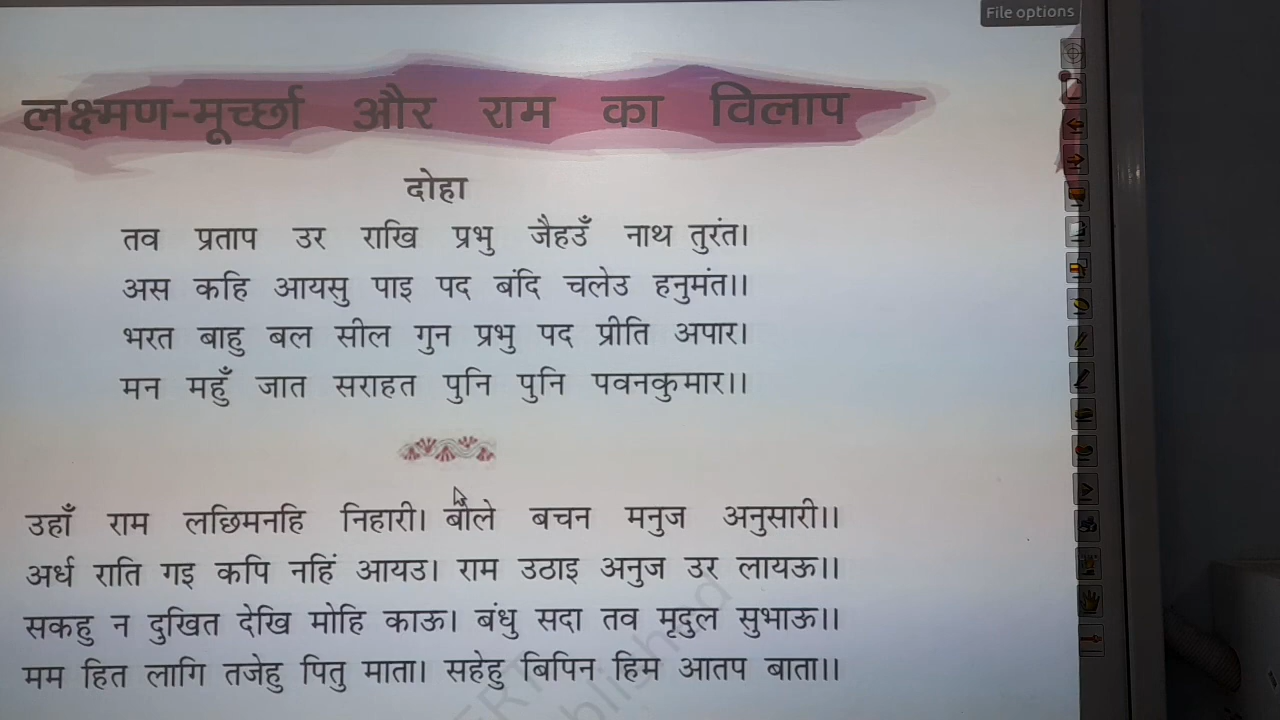 File options
लक्ष्मण-मूर्च्छा और राम का विलाप
दोहा
तव प्रताप उर राखि प्रभु जैहउँ नाथ तुरंत।
अस कहि आयसु पाइ पद बंदि चलेउ हनुमंत।।
भरत बाहु बल सील गुन प्रभु पद प्रीति अपार।
मन महुँ जात सराहत पुनि पुनि पवनकुमार।।
उहाँ राम लछिमनहि निहारी। बोले बचन मनुज अनुसारी।।
अर्ध राति गइ कपि नहिं आयउ। राम उठाइ अनुज उर लायऊ।।
सकहु न दुखित देखि मोहि काऊ। बंधु सदा तव मृदुल सुभाऊ।।
मम हित लागि तजेहु पितु माता। सहेहु बिपिन हिम आतप बाता।।